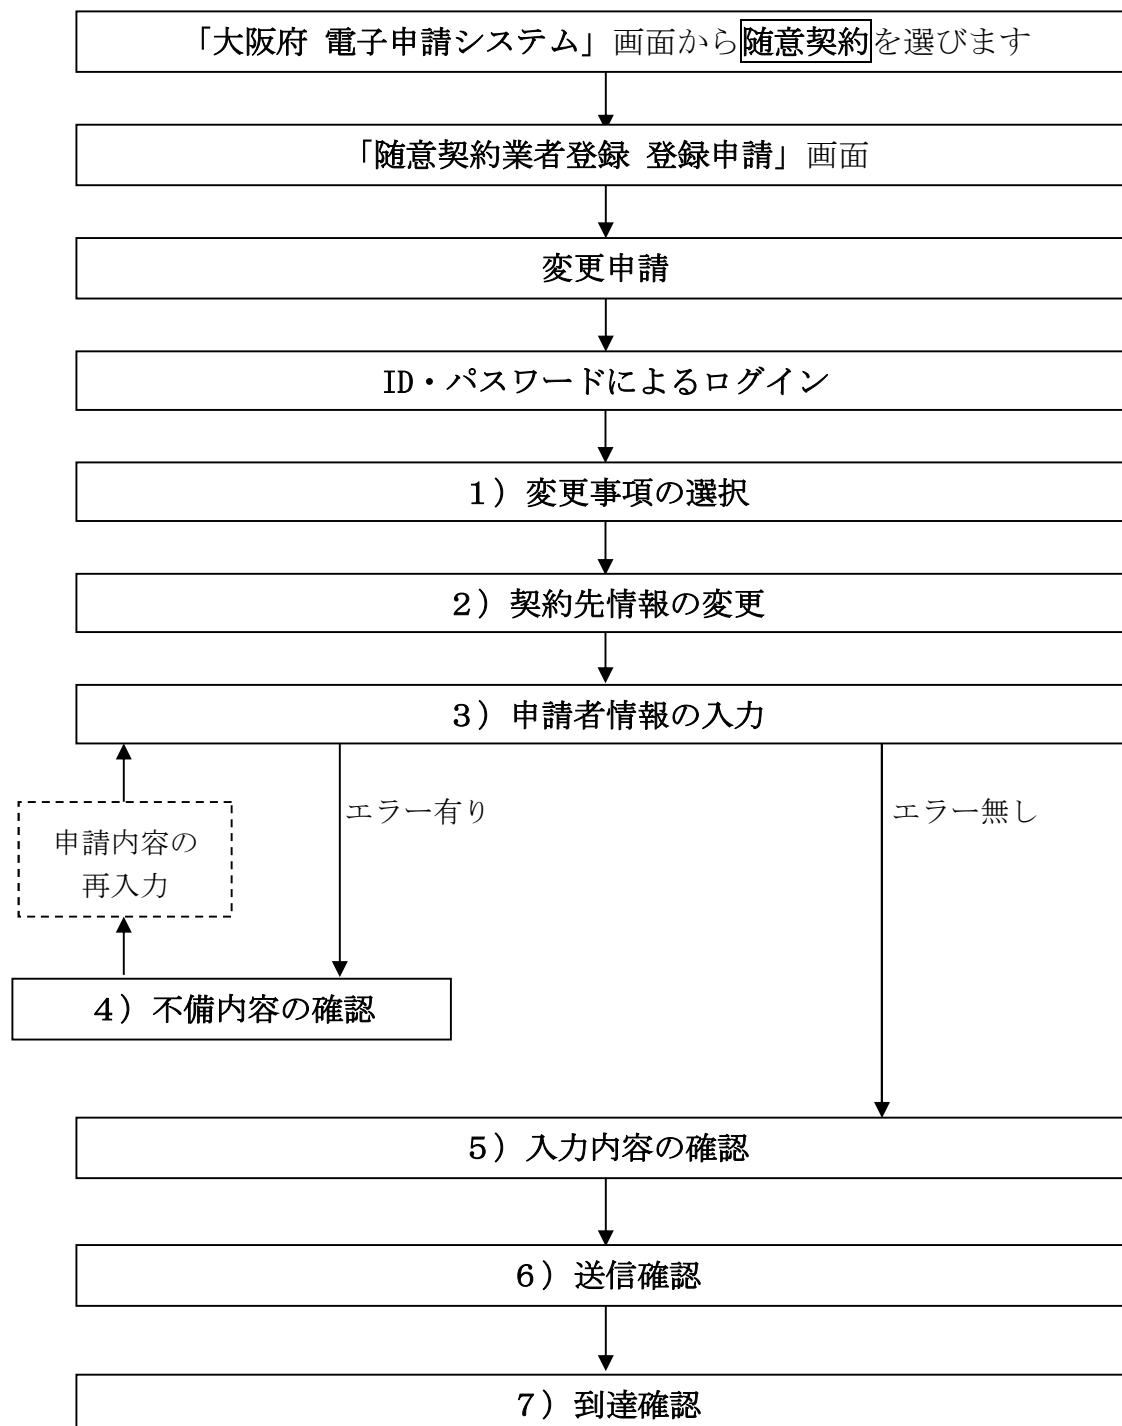 「大阪府 電子申請システム」画面から随意契約を選びます
「随意契約業者登録 登録申請」画面
変更申請
ID・パスワードによるログイン
１）変更事項の選択
２）契約先情報の変更
３）申請者情報の入力
エラー有り
エラー無し
申請内容の
再入力
４）不備内容の確認
５）入力内容の確認
６）送信確認
７）到達確認